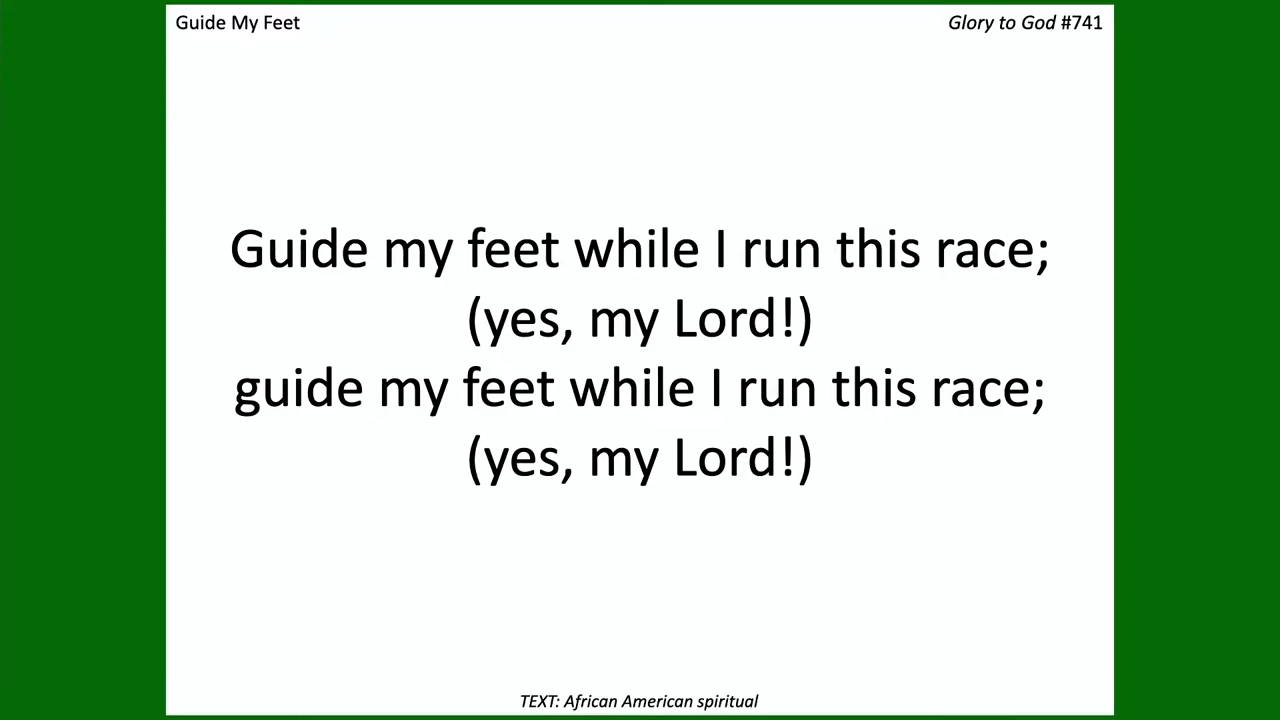 Guide My Feet
Glory to God #741
Guide my feet while I run this race;
(yes, my Lord!)
guide my feet while I run this race;
(yes, my Lord!)
TEXT: African American spiritual